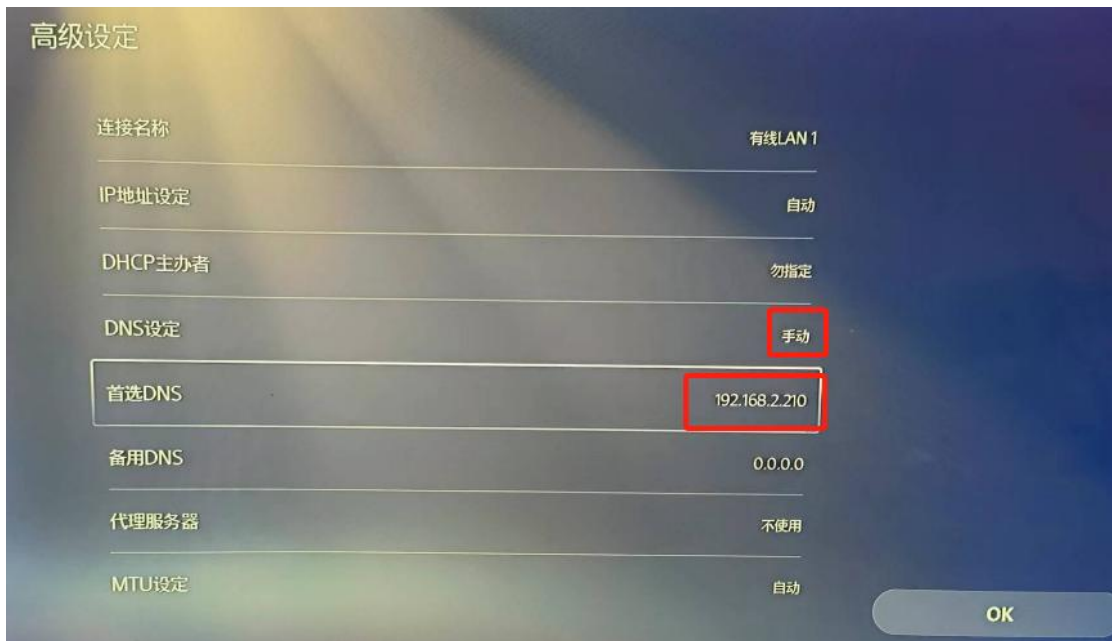 高级设定
连接名称 有线LAN 1
IP地址设定 自动
DHCP主办者 勿指定
DNS设定 手动
首选DNS 192.168.2.210
备用DNS 0.0.0.0
代理服务器 不使用
MTU设定 自动
OK